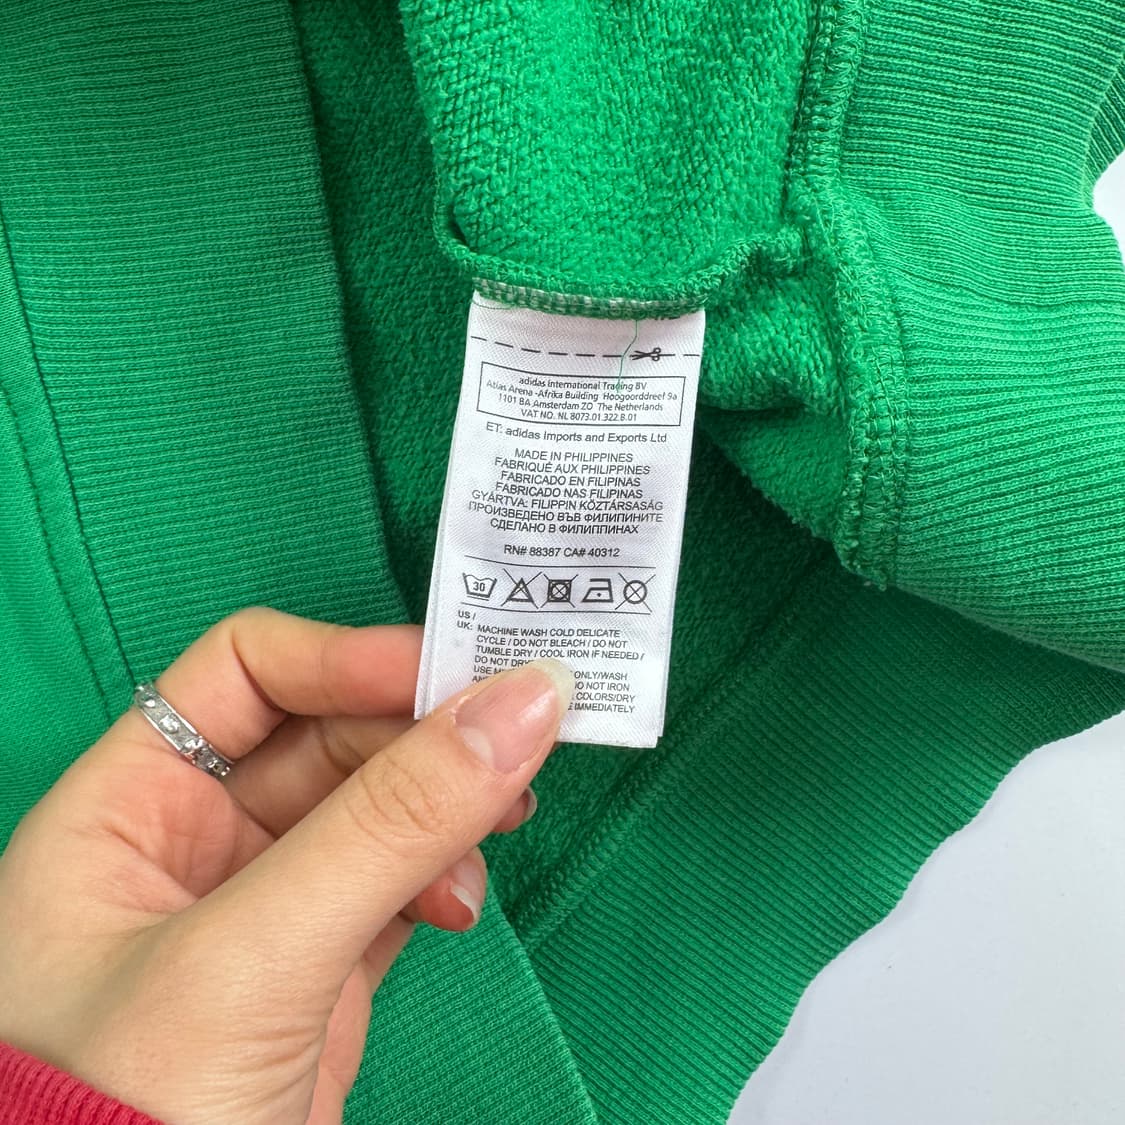 adidas International Trading BV
Atlas Arena -Afrika Building Hoogoorddreef 9a
1101 BA Amsterdam ZO The Netherlands
VAT NO. NL 8073.01.322.B.01
ET: adidas Imports and Exports Ltd
MADE IN PHILIPPINES
FABRIQUÉ AUX PHILIPPINES
FABRICADO EN FILIPINAS
FABRICADO NAS FILIPINAS
GYÁRTVA: FILIPPIN KÖZTÁRSASÁG
ПРОИЗВЕДЕНО ВЪВ ФИЛИПИНИТЕ
СДЕЛАНО В ФИЛИППИНАХ
RN# 88387 CA# 40312
30
US /
UK: MACHINE WASH COLD DELICATE
CYCLE / DO NOT BLEACH / DO NOT
TUMBLE DRY / COOL IRON IF NEEDED /
DO NOT
USE ONLY/WASH
NOT IRON
COLORS/DRY
IMMEDIATELY